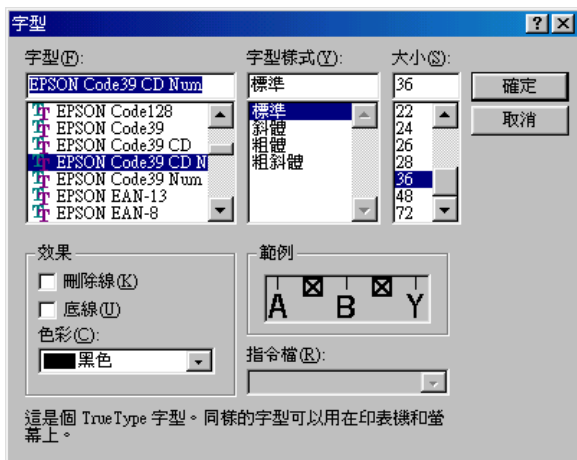 字型
字型(F):
字型樣式(Y):
大小(S):
EPSON Code39 CD Num
標準
36
確定
取消
EPSON Code128
EPSON Code39
EPSON Code39 CD
EPSON Code39 CD N
EPSON Code39 Num
EPSON EAN-13
EPSON EAN-8
標準
斜體
粗體
粗斜體
22
24
26
28
36
48
72
效果
刪除線(K)
底線(U)
色彩(C):
黑色
範例
A B Y
指令檔(R):
這是個 TrueType 字型。同樣的字型可以用在印表機和螢
幕上。